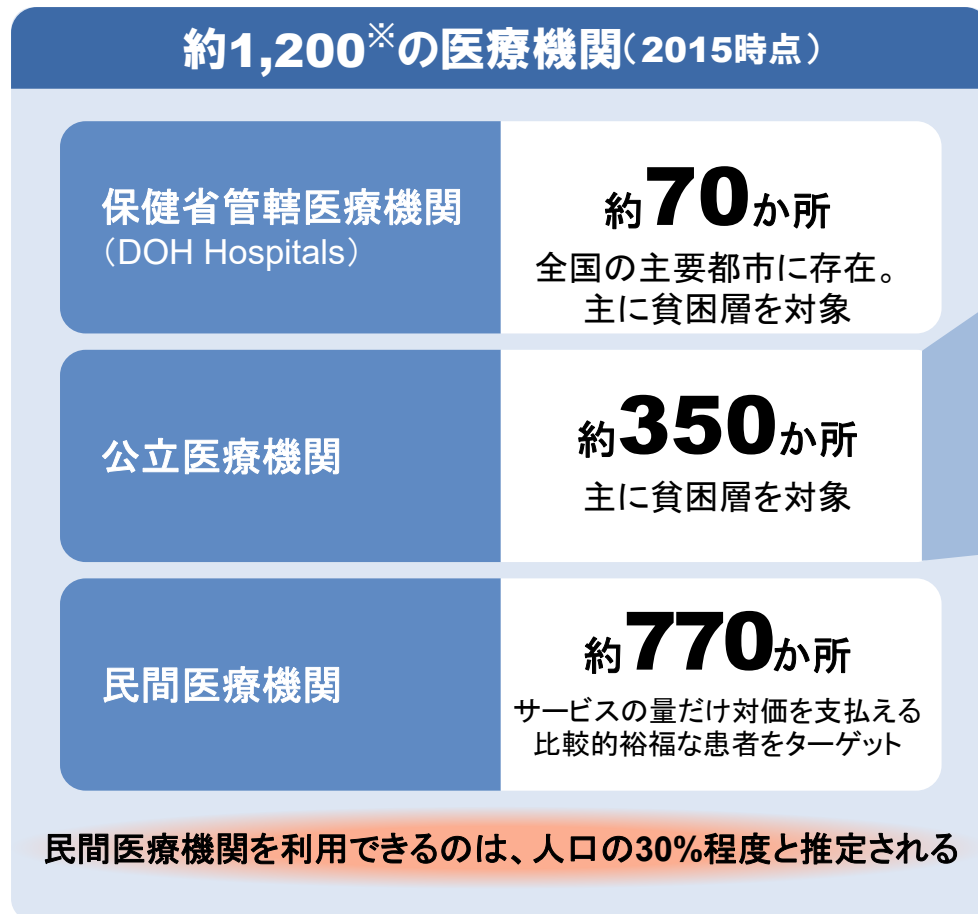 約1,200※の医療機関（2015時点）
保健省管轄医療機関
（DOH Hospitals）
約70か所
全国の主要都市に存在。
主に貧困層を対象
公立医療機関
約350か所
主に貧困層を対象
民間医療機関
約770か所
サービスの量だけ対価を支払える
比較的裕福な患者をターゲット
民間医療機関を利用できるのは、人口の30%程度と推定される